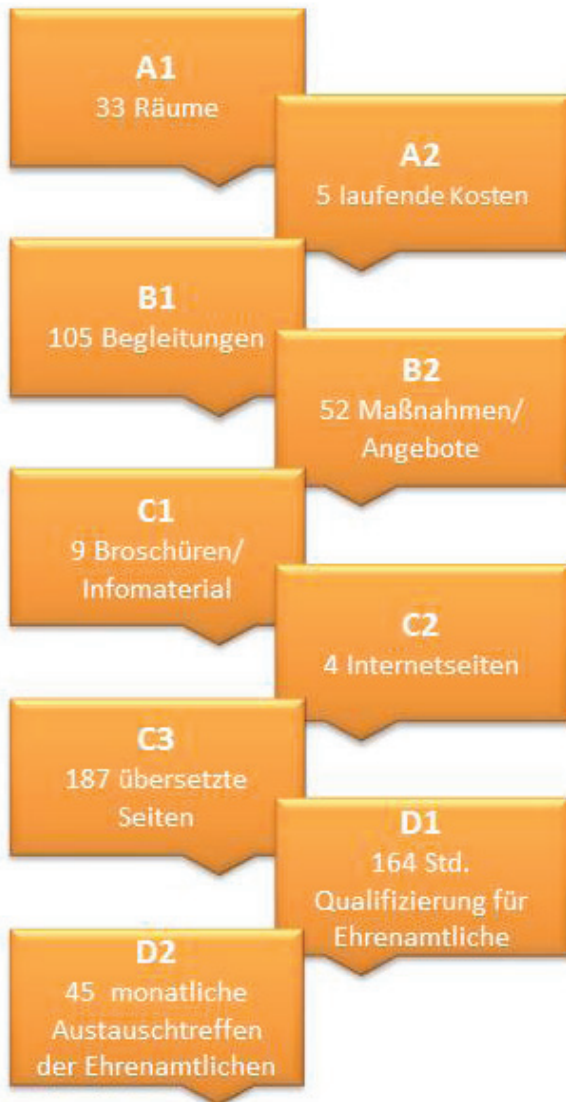 A1
33 Räume
A2
5 laufende Kosten
B1
105 Begleitungen
B2
52 Maßnahmen/
Angebote
C1
9 Broschüren/
Infomaterial
C2
4 Internetseiten
C3
187 übersetzte
Seiten
D1
164 Std.
Qualifizierung für
Ehrenamtliche
D2
45 monatliche
Austauschtreffen
der Ehrenamtlichen